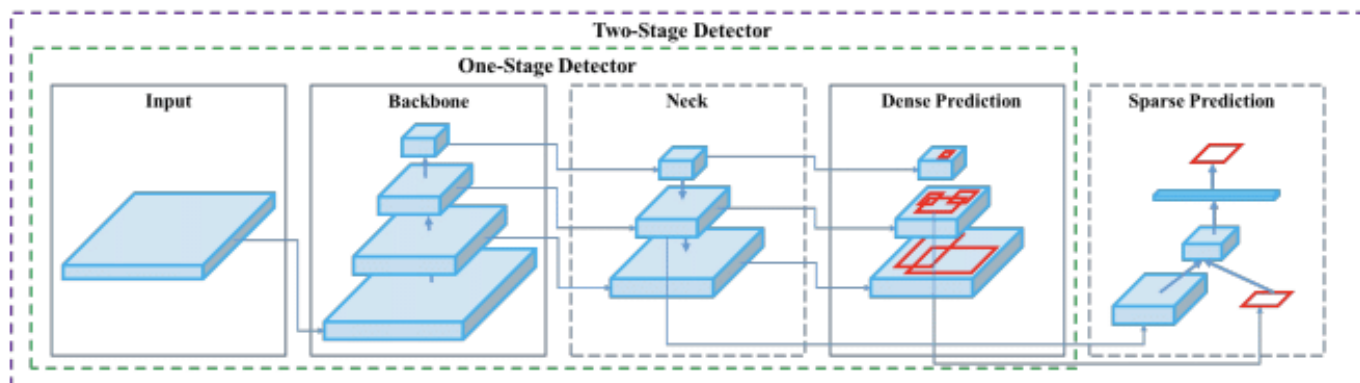 Two-Stage Detector
One-Stage Detector
Input
Backbone
Neck
Dense Prediction
Sparse Prediction